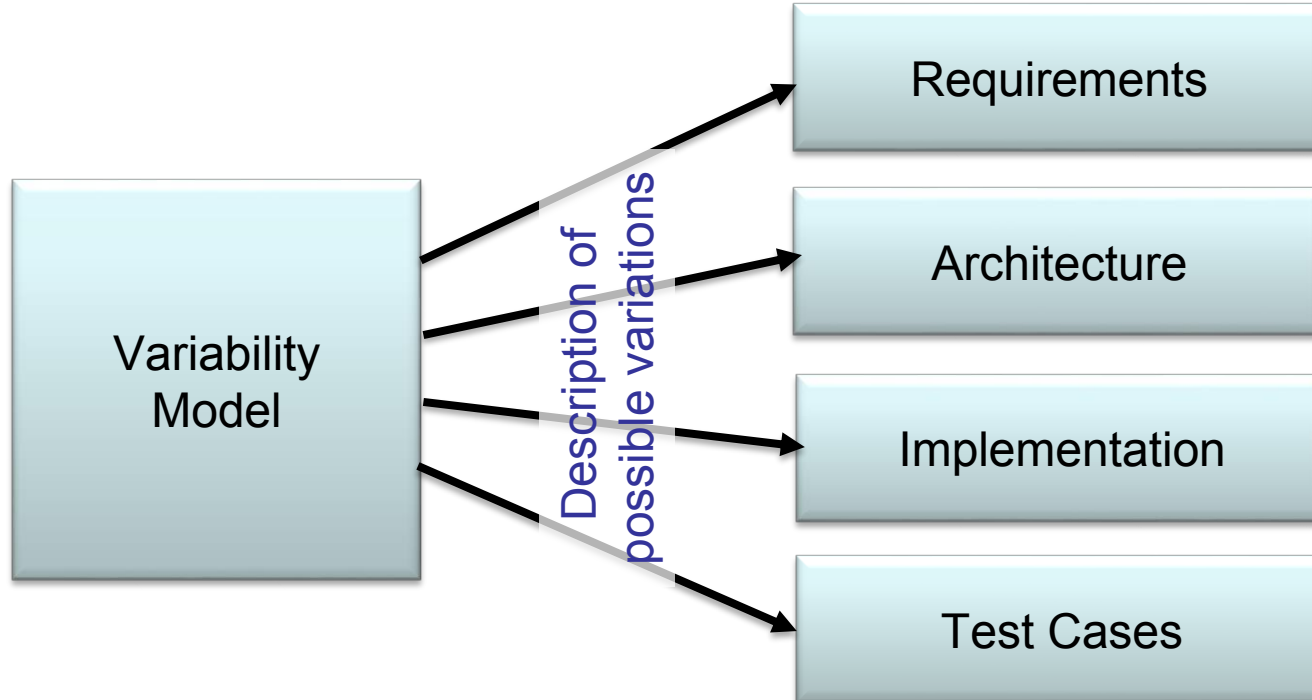 Variability
Model
Description of
possible variations
Requirements
Architecture
Implementation
Test Cases